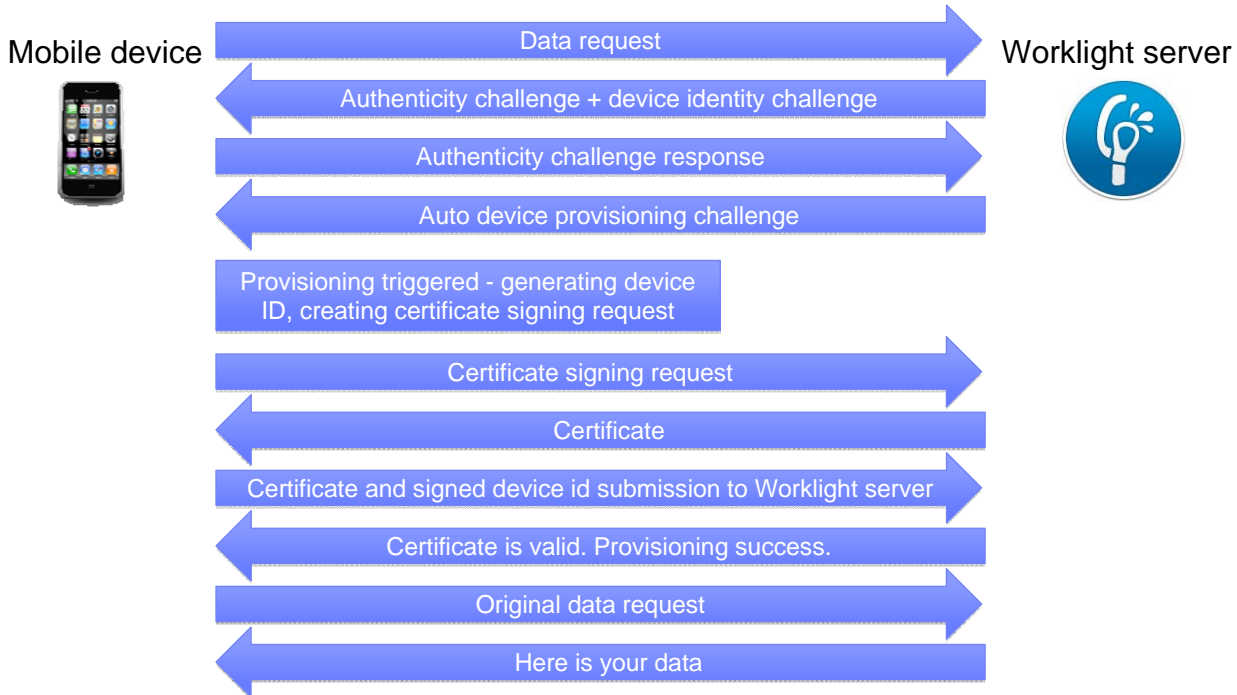 Data request
Mobile device
Worklight server
Authenticity challenge + device identity challenge
Authenticity challenge response
Auto device provisioning challenge
Provisioning triggered - generating device
ID, creating certificate signing request
Certificate signing request
Certificate
Certificate and signed device id submission to Worklight server
Certificate is valid. Provisioning success.
Original data request
Here is your data